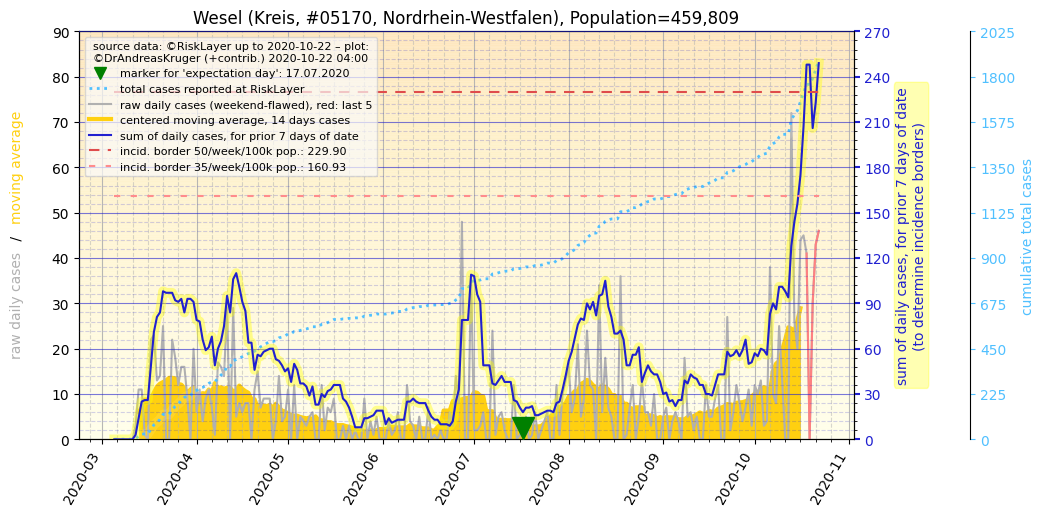 Wesel (Kreis, #05170, Nordrhein-Westfalen), Population=459,809
source data: ©RiskLayer up to 2020-10-22 – plot:
©DrAndreasKruger (+contrib.) 2020-10-22 04:00
marker for 'expectation day': 17.07.2020
total cases reported at RiskLayer
raw daily cases (weekend-flawed), red: last 5
centered moving average, 14 days cases
sum of daily cases, for prior 7 days of date
incid. border 50/week/100k pop.: 229.90
incid. border 35/week/100k pop.: 160.93
raw daily cases / moving average
90
80
70
60
50
40
30
20
10
0
270
240
210
180
150
120
90
60
30
0
sum of daily cases, for prior 7 days of date
(to determine incidence borders)
2025
1800
1575
1350
1125
900
675
450
225
0
cumulative total cases
2020-03
2020-04
2020-05
2020-06
2020-07
2020-08
2020-09
2020-10
2020-11